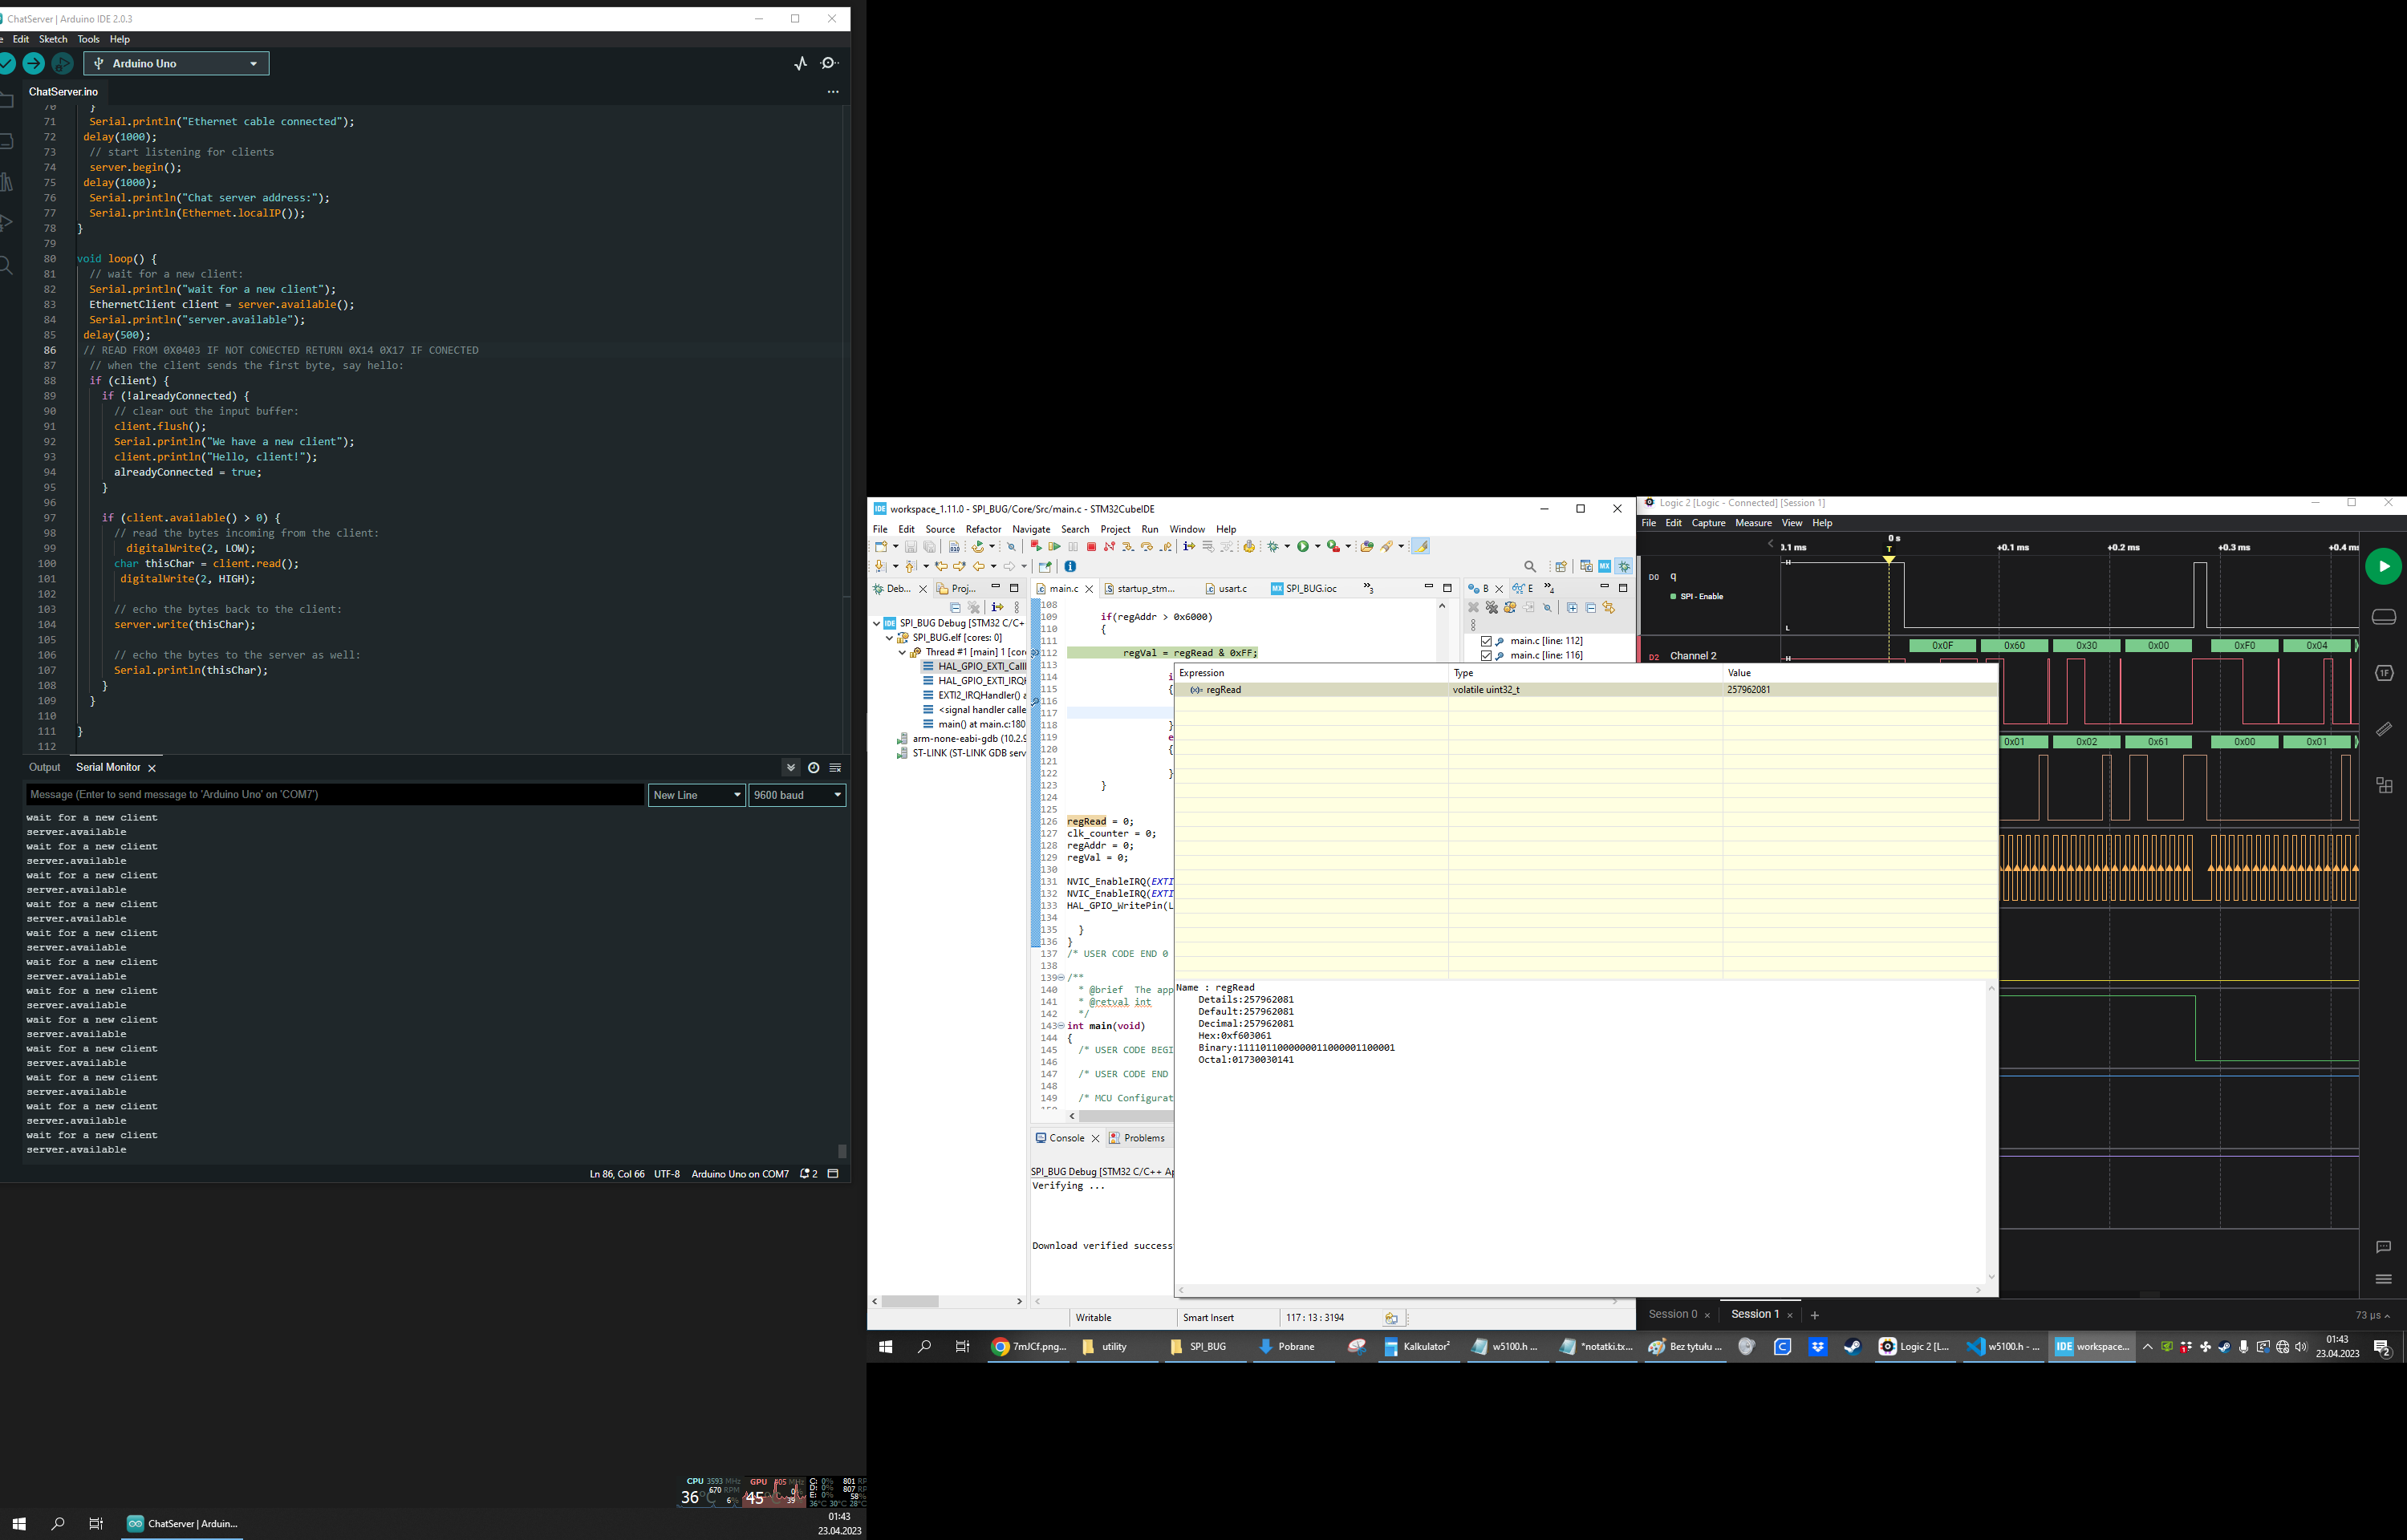 ChatServer | Arduino IDE 2.0.3
Edit Sketch Tools Help
Arduino Uno
ChatServer.ino
70 }
71 Serial.println("Ethernet cable connected");
72 delay(1000);
73 // start listening for clients
74 server.begin();
75 delay(1000);
76 Serial.println("Chat server address:");
77 Serial.println(Ethernet.localIP());
78 }
79
80 void loop() {
81 // wait for a new client:
82 Serial.println("wait for a new client");
83 EthernetClient client = server.available();
84 Serial.println("server.available");
85 delay(500);
86 // READ FROM 0X0403 IF NOT CONECTED RETURN 0X14 0X17 IF CONECTED
87 // when the client sends the first byte, say hello:
88 if (client) {
89 if (!alreadyConnected) {
90 // clear out the input buffer:
91 client.flush();
92 Serial.println("We have a new client");
93 client.println("Hello, client!");
94 alreadyConnected = true;
95 }
96
97 if (client.available() > 0) {
98 // read the bytes incoming from the client:
99 digitalWrite(2, LOW);
100 char thisChar = client.read();
101 digitalWrite(2, HIGH);
102
103 // echo the bytes back to the client:
104 server.write(thisChar);
105
106 // echo the bytes to the server as well:
107 Serial.println(thisChar);
108 }
109 }
110
111 }
112
Output Serial Monitor
Message (Enter to send message to 'Arduino Uno' on 'COM7')
New Line 9600 baud
wait for a new client
server.available
wait for a new client
server.available
wait for a new client
server.available
wait for a new client
server.available
wait for a new client
server.available
wait for a new client
server.available
wait for a new client
server.available
wait for a new client
server.available
wait for a new client
server.available
wait for a new client
server.available
wait for a new client
server.available
wait for a new client
server.available
Ln 86, Col 66 UTF-8 Arduino Uno on COM7 2
workspace_1.11.0 - SPI_BUG/Core/Src/main.c - STM32CubeIDE
File Edit Source Refactor Navigate Search Project Run Window Help
Deb... Proj...
SPI_BUG Debug [STM32 C/C+
SPI_BUG.elf [cores: 0]
Thread #1 [main] 1 [core
HAL_GPIO_EXTI_Call
HAL_GPIO_EXTI_IRQ
EXTI2_IRQHandler() a
<signal handler calle
main() at main.c:180
arm-none-eabi-gdb (10.2.9
ST-LINK (ST-LINK GDB serv
main.c startup_stm... usart.c SPI_BUG.ioc
108
109 if(regAddr > 0x6000)
110 {
111
112 regVal = regRead & 0xFF;
113
114 i
115 {
116
117
118 }
119 e
120 {
121
122 }
123 }
124
125
126 regRead = 0;
127 clk_counter = 0;
128 regAddr = 0;
129 regVal = 0;
130
131 NVIC_EnableIRQ(EXTI
132 NVIC_EnableIRQ(EXTI
133 HAL_GPIO_WritePin(L
134
135 }
136 }
137 /* USER CODE END 0
138
139 /**
140 * @brief The app
141 * @retval int
142 */
143 int main(void)
144 {
145 /* USER CODE BEGI
146
147 /* USER CODE END
148
149 /* MCU Configurat
B E
main.c [line: 112]
main.c [line: 116]
Expression Type Value
regRead volatile uint32_t 257962081
Name : regRead
Details:257962081
Default:257962081
Decimal:257962081
Hex:0xf603061
Binary:1111011000000011000001100001
Octal:01730030141
Console Problems
SPI_BUG Debug [STM32 C/C++ Ap
Verifying ...
Download verified success
Writable Smart Insert 117 : 13 : 3194
Logic 2 [Logic - Connected] [Session 1]
File Edit Capture Measure View Help
0.1 ms 0 s +0.1 ms +0.2 ms +0.3 ms +0.4 ms
T
D0 q
SPI - Enable
H
L
D2 Channel 2
0x0F 0x60 0x30 0x00 0xF0 0x04
0x01 0x02 0x61 0x00 0x01
Session 0 Session 1 +
73 µs
7mJCf.png... utility SPI_BUG Pobrane Kalkulator² w5100.h ... *notatki.tx... Bez tytułu ... Logic 2 [L... w5100.h - ... workspace...
01:43
23.04.2023
2
CPU 3593 MHz
670 RPM
36°C 6%
GPU
45 39
C: 0% 801
D: 0% 807
E: 0% 58%
36°C 30°C 28°C
ChatServer | Arduin...
01:43
23.04.2023